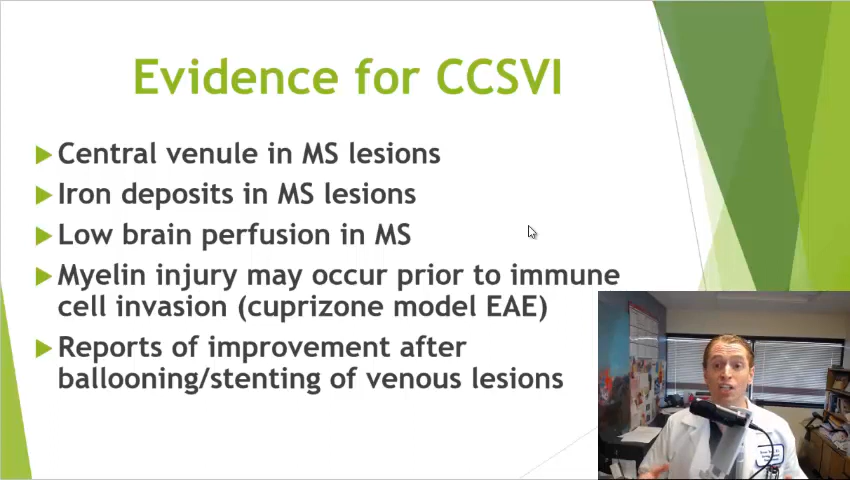 Evidence for CCSVI
Central venule in MS lesions
Iron deposits in MS lesions
Low brain perfusion in MS
Myelin injury may occur prior to immune
cell invasion (cuprizone model EAE)
Reports of improvement after
ballooning/stenting of venous lesions